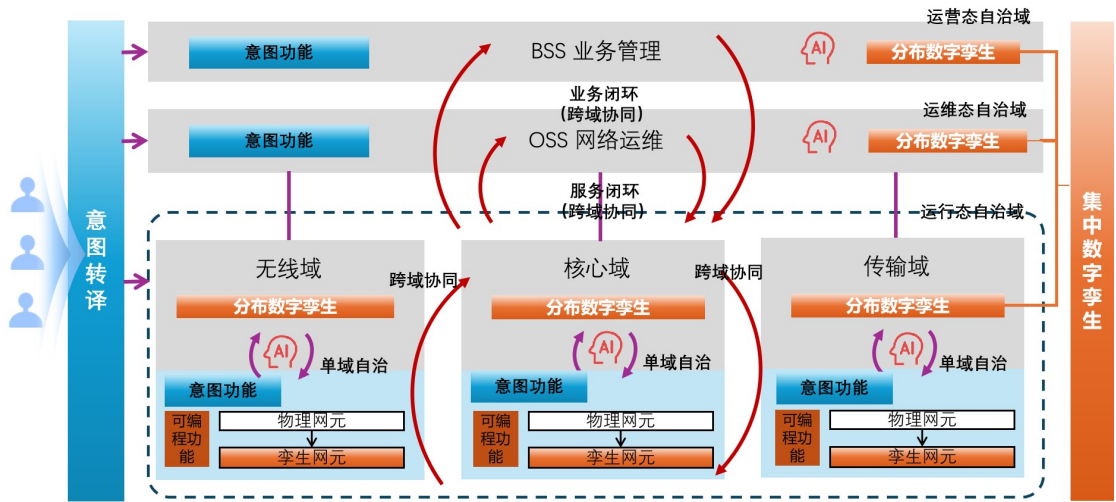 运营态自治域
意图功能
BSS 业务管理
AI
分布数字孪生
业务闭环
(跨域协同)
运维态自治域
意图功能
OSS 网络运维
AI
分布数字孪生
服务闭环
(跨域协同)
运行态自治域
意图转译
集中数字孪生
无线域
分布数字孪生
AI
单域自治
意图功能
可编程功能
物理网元
孪生网元
跨域协同
核心域
分布数字孪生
AI
单域自治
意图功能
可编程功能
物理网元
孪生网元
跨域协同
传输域
分布数字孪生
AI
单域自治
意图功能
可编程功能
物理网元
孪生网元